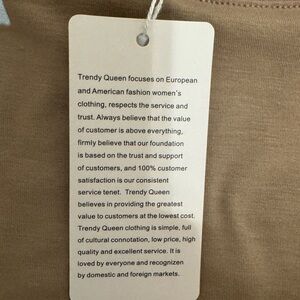 Trendy Queen focuses on European
and American fashion women's
clothing, respects the service and
trust. Always believe that the value
of customer is above everything,
firmly believe that our foundation
is based on the trust and support
of customers, and 100% customer
satisfaction is our consistent
service tenet. Trendy Queen
believes in providing the greatest
value to customers at the lowest cost.
Trendy Queen clothing is simple, full
of cultural connotation, low price, high
quality and excellent service. It is
loved by everyone and recognized
by domestic and foreign markets.